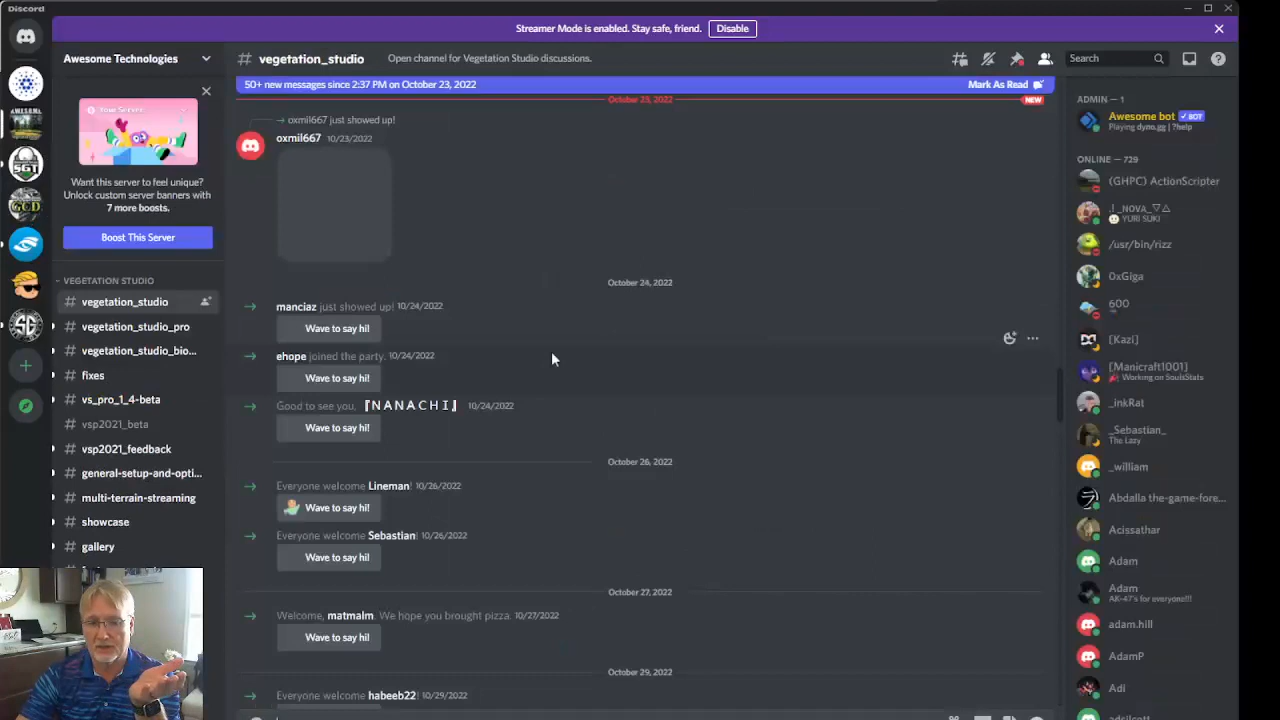 Discord
Streamer Mode is enabled. Stay safe, friend.
Disable
Awesome Technologies
# vegetation_studio
Open channel for Vegetation Studio discussions.
Search
50+ new messages since 2:37 PM on October 23, 2022
Mark As Read
October 23, 2022
NEW
oxmil667 just showed up!
oxmil667 10/23/2022
Your Server
Want this server to feel unique?
Unlock custom server banners with
7 more boosts.
Boost This Server
VEGETATION STUDIO
# vegetation_studio
# vegetation_studio_pro
# vegetation_studio_bio...
# fixes
# vs_pro_1_4-beta
# vsp2021_beta
# vsp2021_feedback
# general-setup-and-opti...
# multi-terrain-streaming
# showcase
# gallery
October 24, 2022
manciaz just showed up! 10/24/2022
Wave to say hi!
ehope joined the party. 10/24/2022
Wave to say hi!
Good to see you, 『NANACHI』 10/24/2022
Wave to say hi!
October 26, 2022
Everyone welcome Lineman! 10/26/2022
Wave to say hi!
Everyone welcome Sebastian! 10/26/2022
Wave to say hi!
October 27, 2022
Welcome, matmalm. We hope you brought pizza. 10/27/2022
Wave to say hi!
October 29, 2022
Everyone welcome habeeb22! 10/29/2022
ADMIN — 1
Awesome bot ✓ BOT
Playing dyno.gg | ?help
ONLINE — 729
(GHPC) ActionScripter
.| _NOVA_▽△
YURI SUKI
/usr/bin/rizz
0xGiga
600
[Kazi]
[Manicraft1001]
Working on SoulsStats
_inkRat
_Sebastian_
The Lazy
_william
Abdalla the-game-fore...
Acissathar
Adam
Adam
AK-47's for everyone!!!
adam.hill
AdamP
Adi